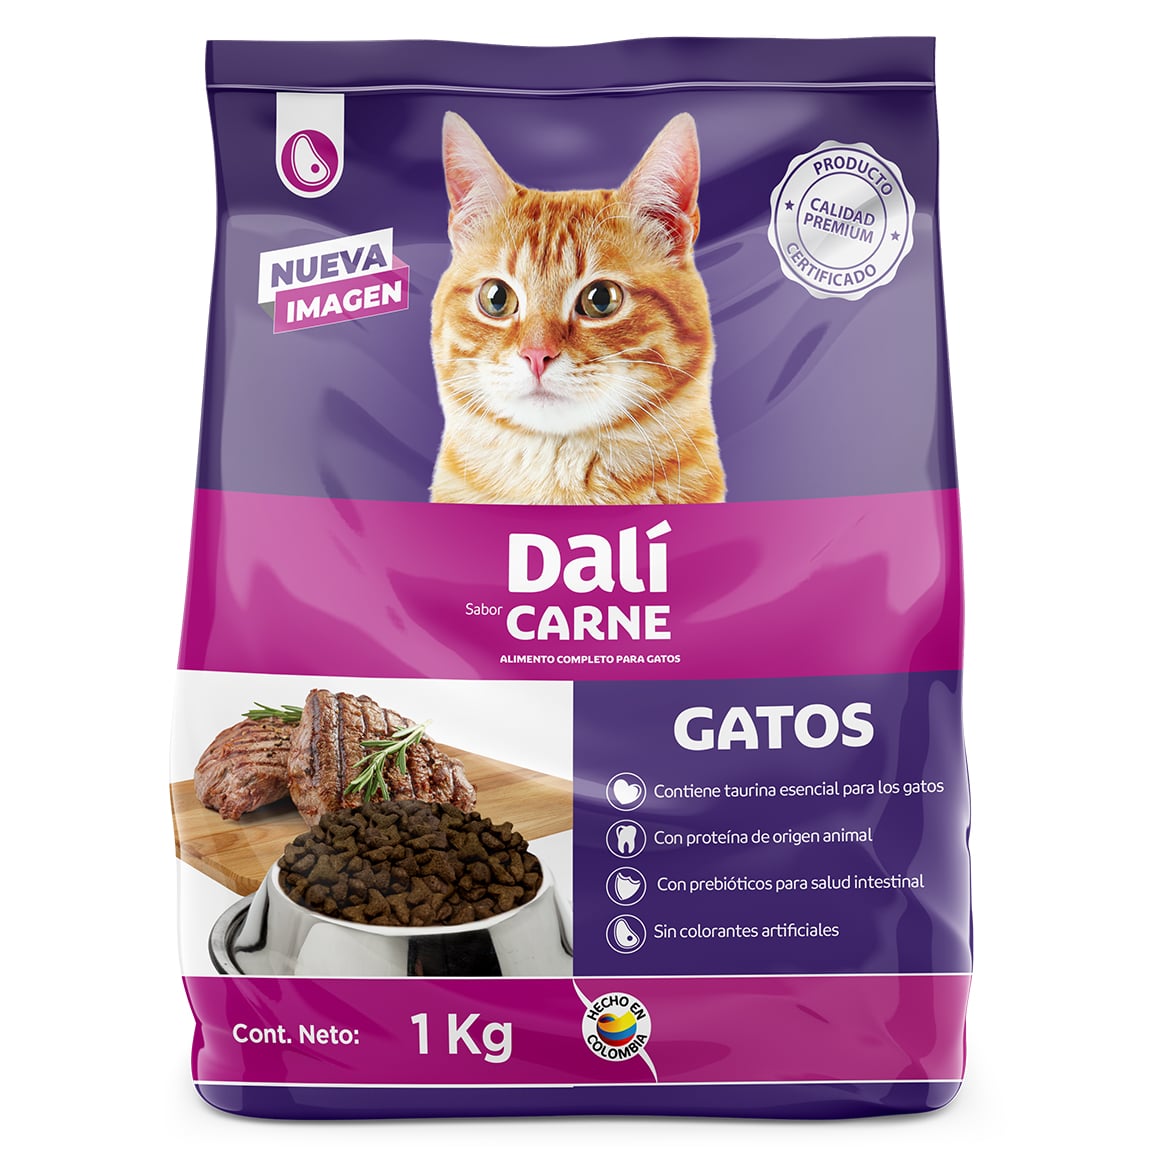 NUEVA
IMAGEN
PRODUCTO
CALIDAD
PREMIUM
CERTIFICADO
Dalí
Sabor CARNE
ALIMENTO COMPLETO PARA GATOS
GATOS
Contiene taurina esencial para los gatos
Con proteína de origen animal
Con prebióticos para salud intestinal
Sin colorantes artificiales
Cont. Neto: 1 Kg
HECHO EN
COLOMBIA